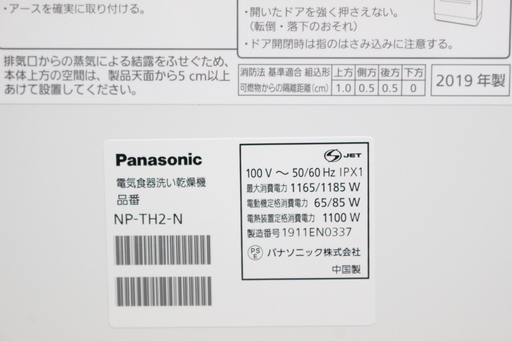 ・アースを確実に取り付ける。
・開いたドアを強く押さえない。
(転倒・落下のおそれ)
・ドア開閉時は指のはさみ込みに注意する。
排気口からの蒸気による結露をふせぐため、
本体上方の空間は、製品天面から5 cm以上
あけて設置してください。
消防法 基準適合 組込形 上方 側方 後方 下方
可燃物からの隔離距離(cm) 1.0 0.5 0.5 0
2019 年製
Panasonic
電気食器洗い乾燥機
品番
NP-TH2-N
S JET
100 V ～ 50/60 Hz IPX1
最大消費電力 1165/1185 W
電動機定格消費電力 65/85 W
電熱装置定格消費電力 1100 W
製造番号 1911EN0337
PS E パナソニック株式会社
中国製